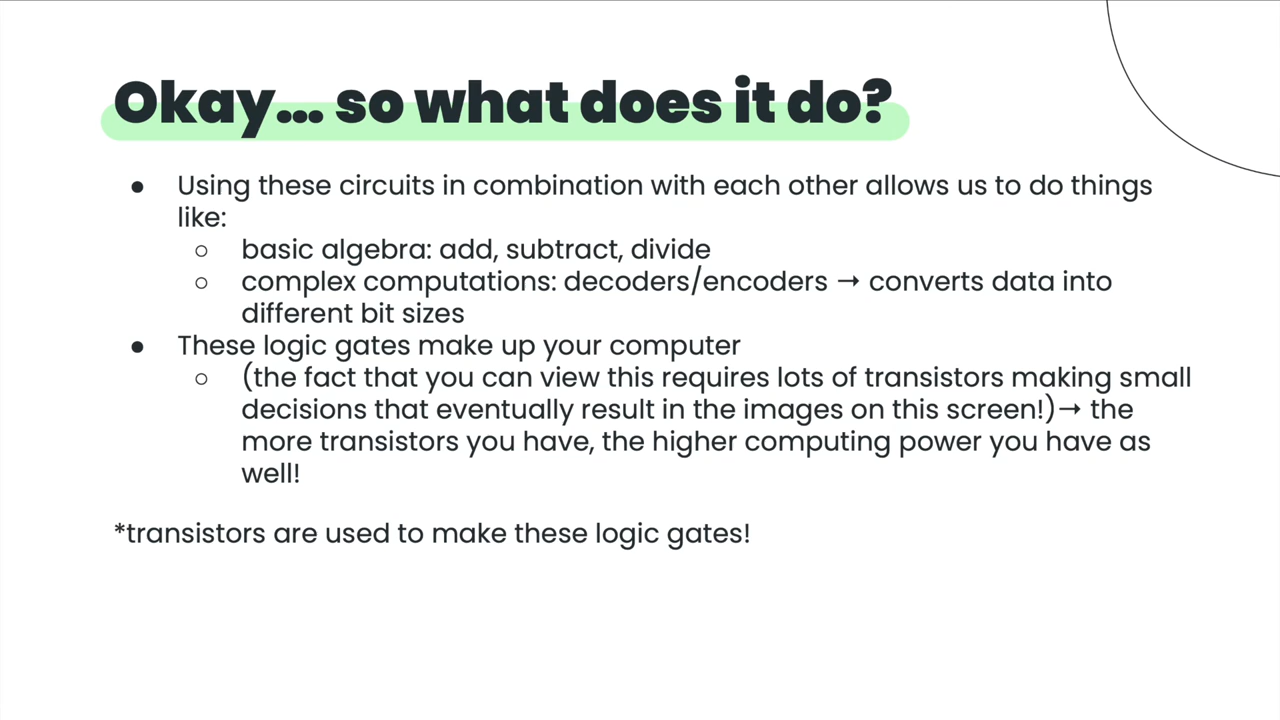 Okay... so what does it do?
● Using these circuits in combination with each other allows us to do things
like:
○ basic algebra: add, subtract, divide
○ complex computations: decoders/encoders → converts data into
different bit sizes
● These logic gates make up your computer
○ (the fact that you can view this requires lots of transistors making small
decisions that eventually result in the images on this screen!)→ the
more transistors you have, the higher computing power you have as
well!
*transistors are used to make these logic gates!